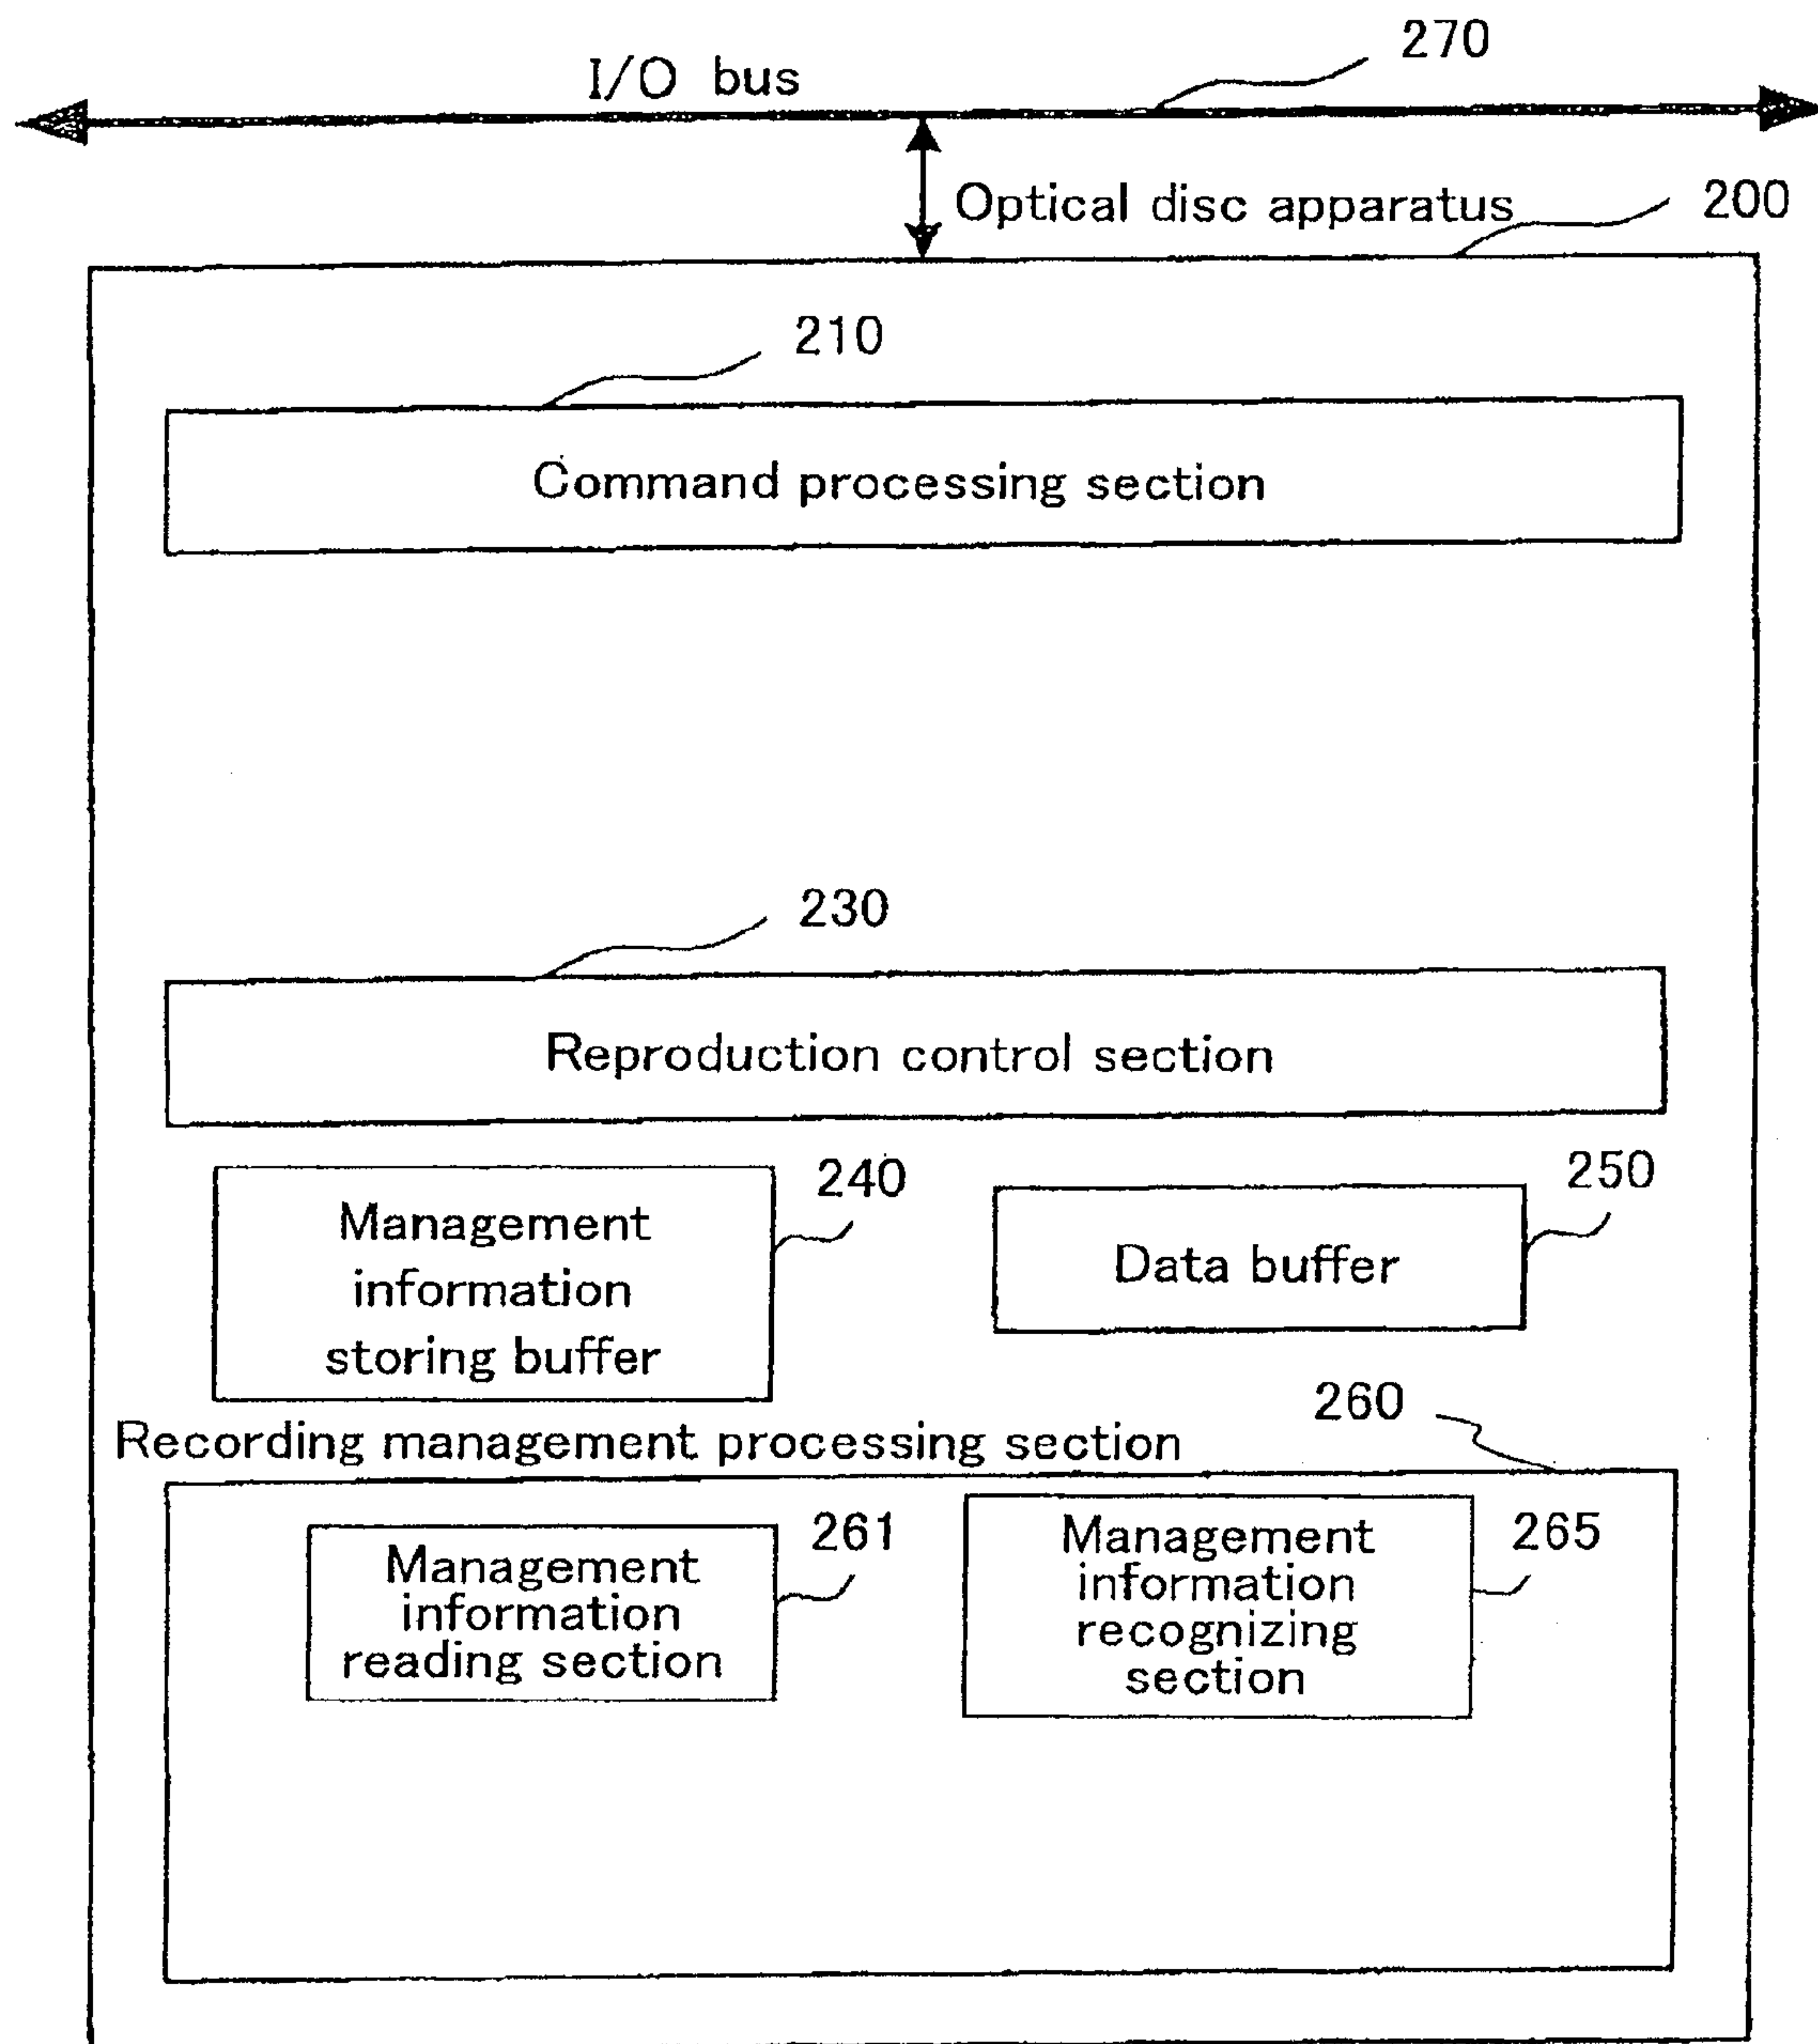 270
I/O bus
Optical disc apparatus
200
210
Command processing section
230
Reproduction control section
240
Management
information
storing buffer
250
Data buffer
260
Recording management processing section
261
Management
information
reading section
265
Management
information
recognizing
section